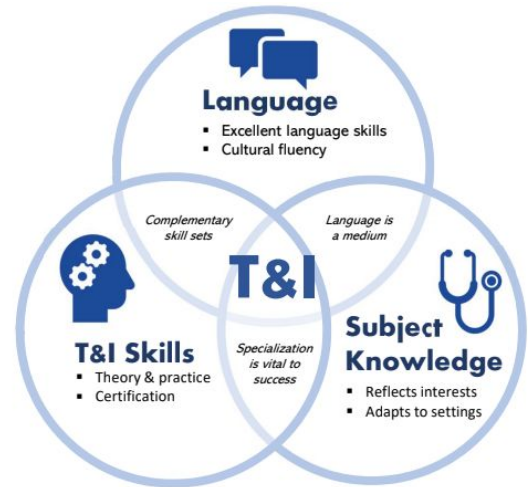 Language
▪ Excellent language skills
▪ Cultural fluency
Complementary
skill sets
Language is
a medium
T&I
T&I Skills
▪ Theory & practice
▪ Certification
Specialization
is vital to
success
Subject
Knowledge
▪ Reflects interests
▪ Adapts to settings